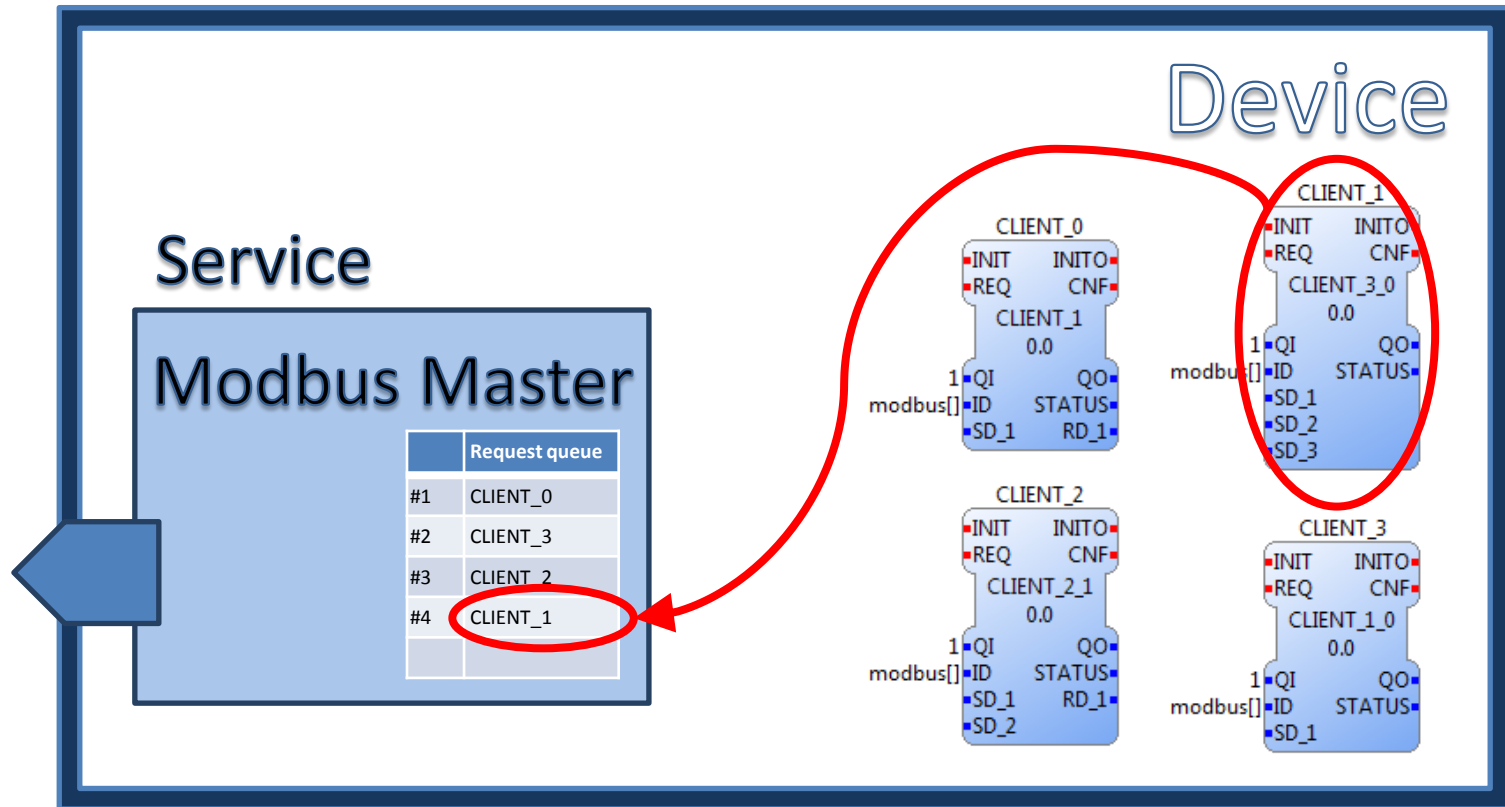 Device
Service
Modbus Master
Request queue
#1 CLIENT_0
#2 CLIENT_3
#3 CLIENT_2
#4 CLIENT_1
CLIENT_0
INIT INITO
REQ CNF
CLIENT_1
0.0
1 QI QO
modbus[] ID STATUS
SD_1 RD_1
CLIENT_1
INIT INITO
REQ CNF
CLIENT_3_0
0.0
1 QI QO
modbus[] ID STATUS
SD_1
SD_2
SD_3
CLIENT_2
INIT INITO
REQ CNF
CLIENT_2_1
0.0
1 QI QO
modbus[] ID STATUS
SD_1 RD_1
SD_2
CLIENT_3
INIT INITO
REQ CNF
CLIENT_1_0
0.0
1 QI QO
modbus[] ID STATUS
SD_1